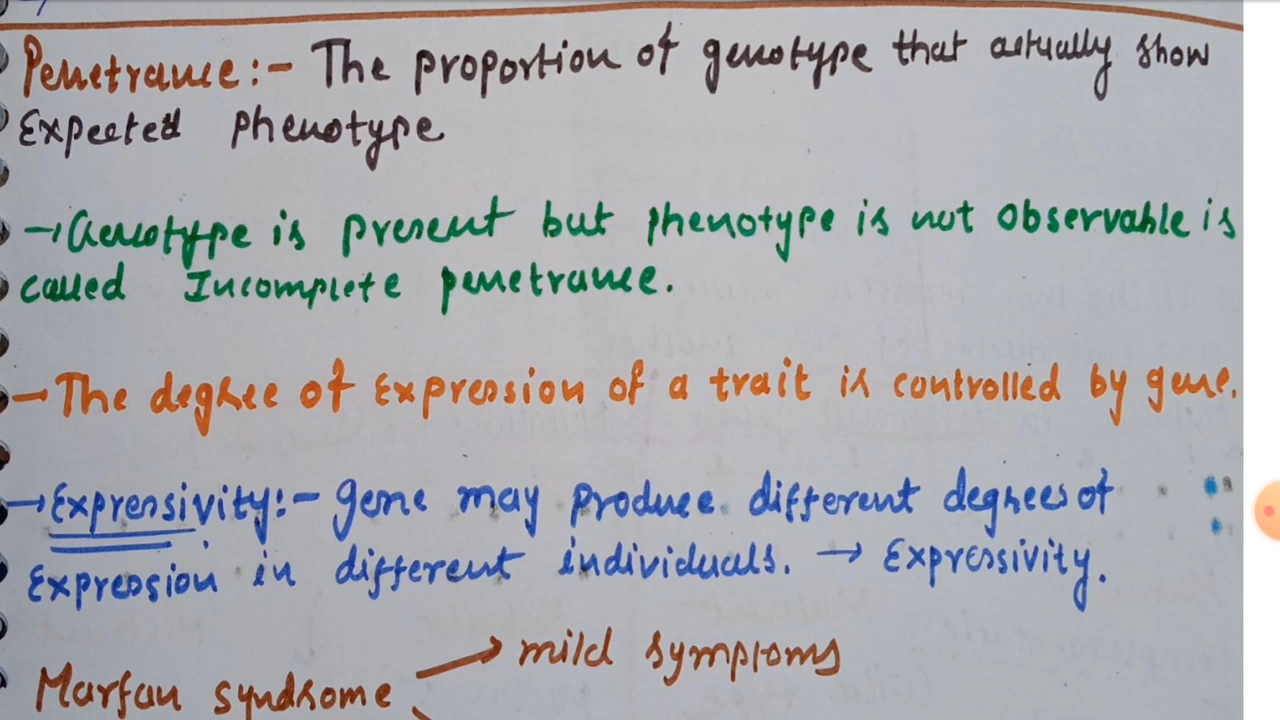 Penetrance:- The proportion of genotype that actually show
Expected phenotype
→ Genotype is present but phenotype is not observable is
called Incomplete penetrance.
- The degree of expression of a trait is controlled by gene.
→ Expressivity:- gene may produce different degrees of
Expression in different individuals. → Expressivity.
Marfan syndrome → mild symptoms